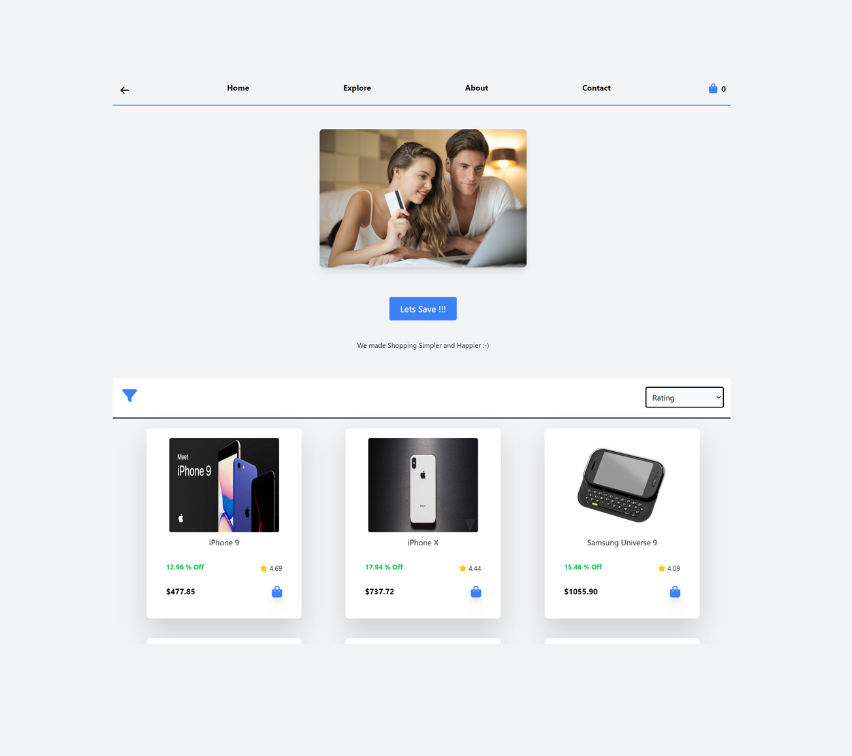 Home Explore About Contact 0
Lets Save !!!
We made Shopping Simpler and Happier :-)
Rating
Meet
iPhone 9
iPhone 9 iPhone X Samsung Universe 9
12.96 % Off 4.69 17.94 % Off 4.44 15.46 % Off 4.09
$477.85 $737.72 $1055.90